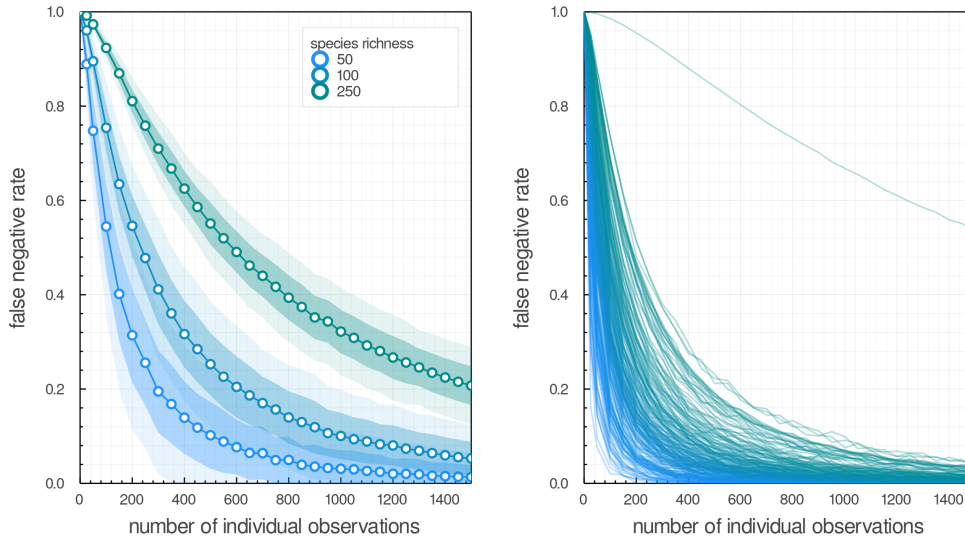 false negative rate
1.0
0.8
0.6
0.4
0.2
0.0
0 200 400 600 800 1000 1200 1400
number of individual observations
species richness
50
100
250
false negative rate
1.0
0.8
0.6
0.4
0.2
0.0
0 200 400 600 800 1000 1200 1400
number of individual observations